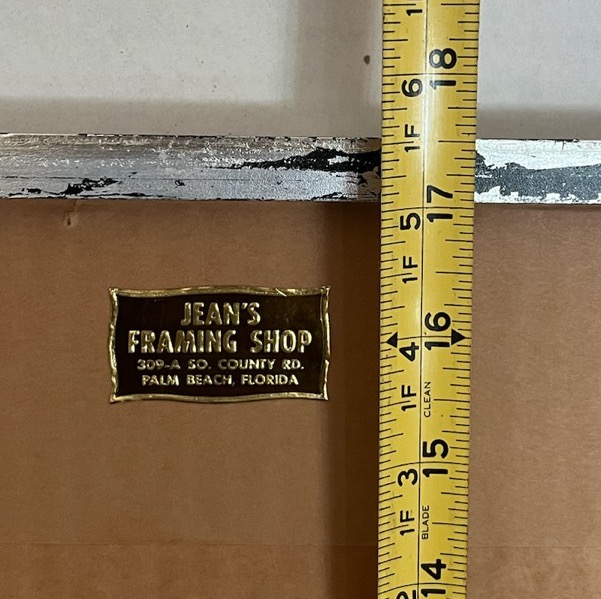 JEAN'S
FRAMING SHOP
309-A SO. COUNTY RD.
PALM BEACH, FLORIDA
18
1F 6
17
1F 5
16
1F 4
CLEAN
15
1F 3
BLADE
14